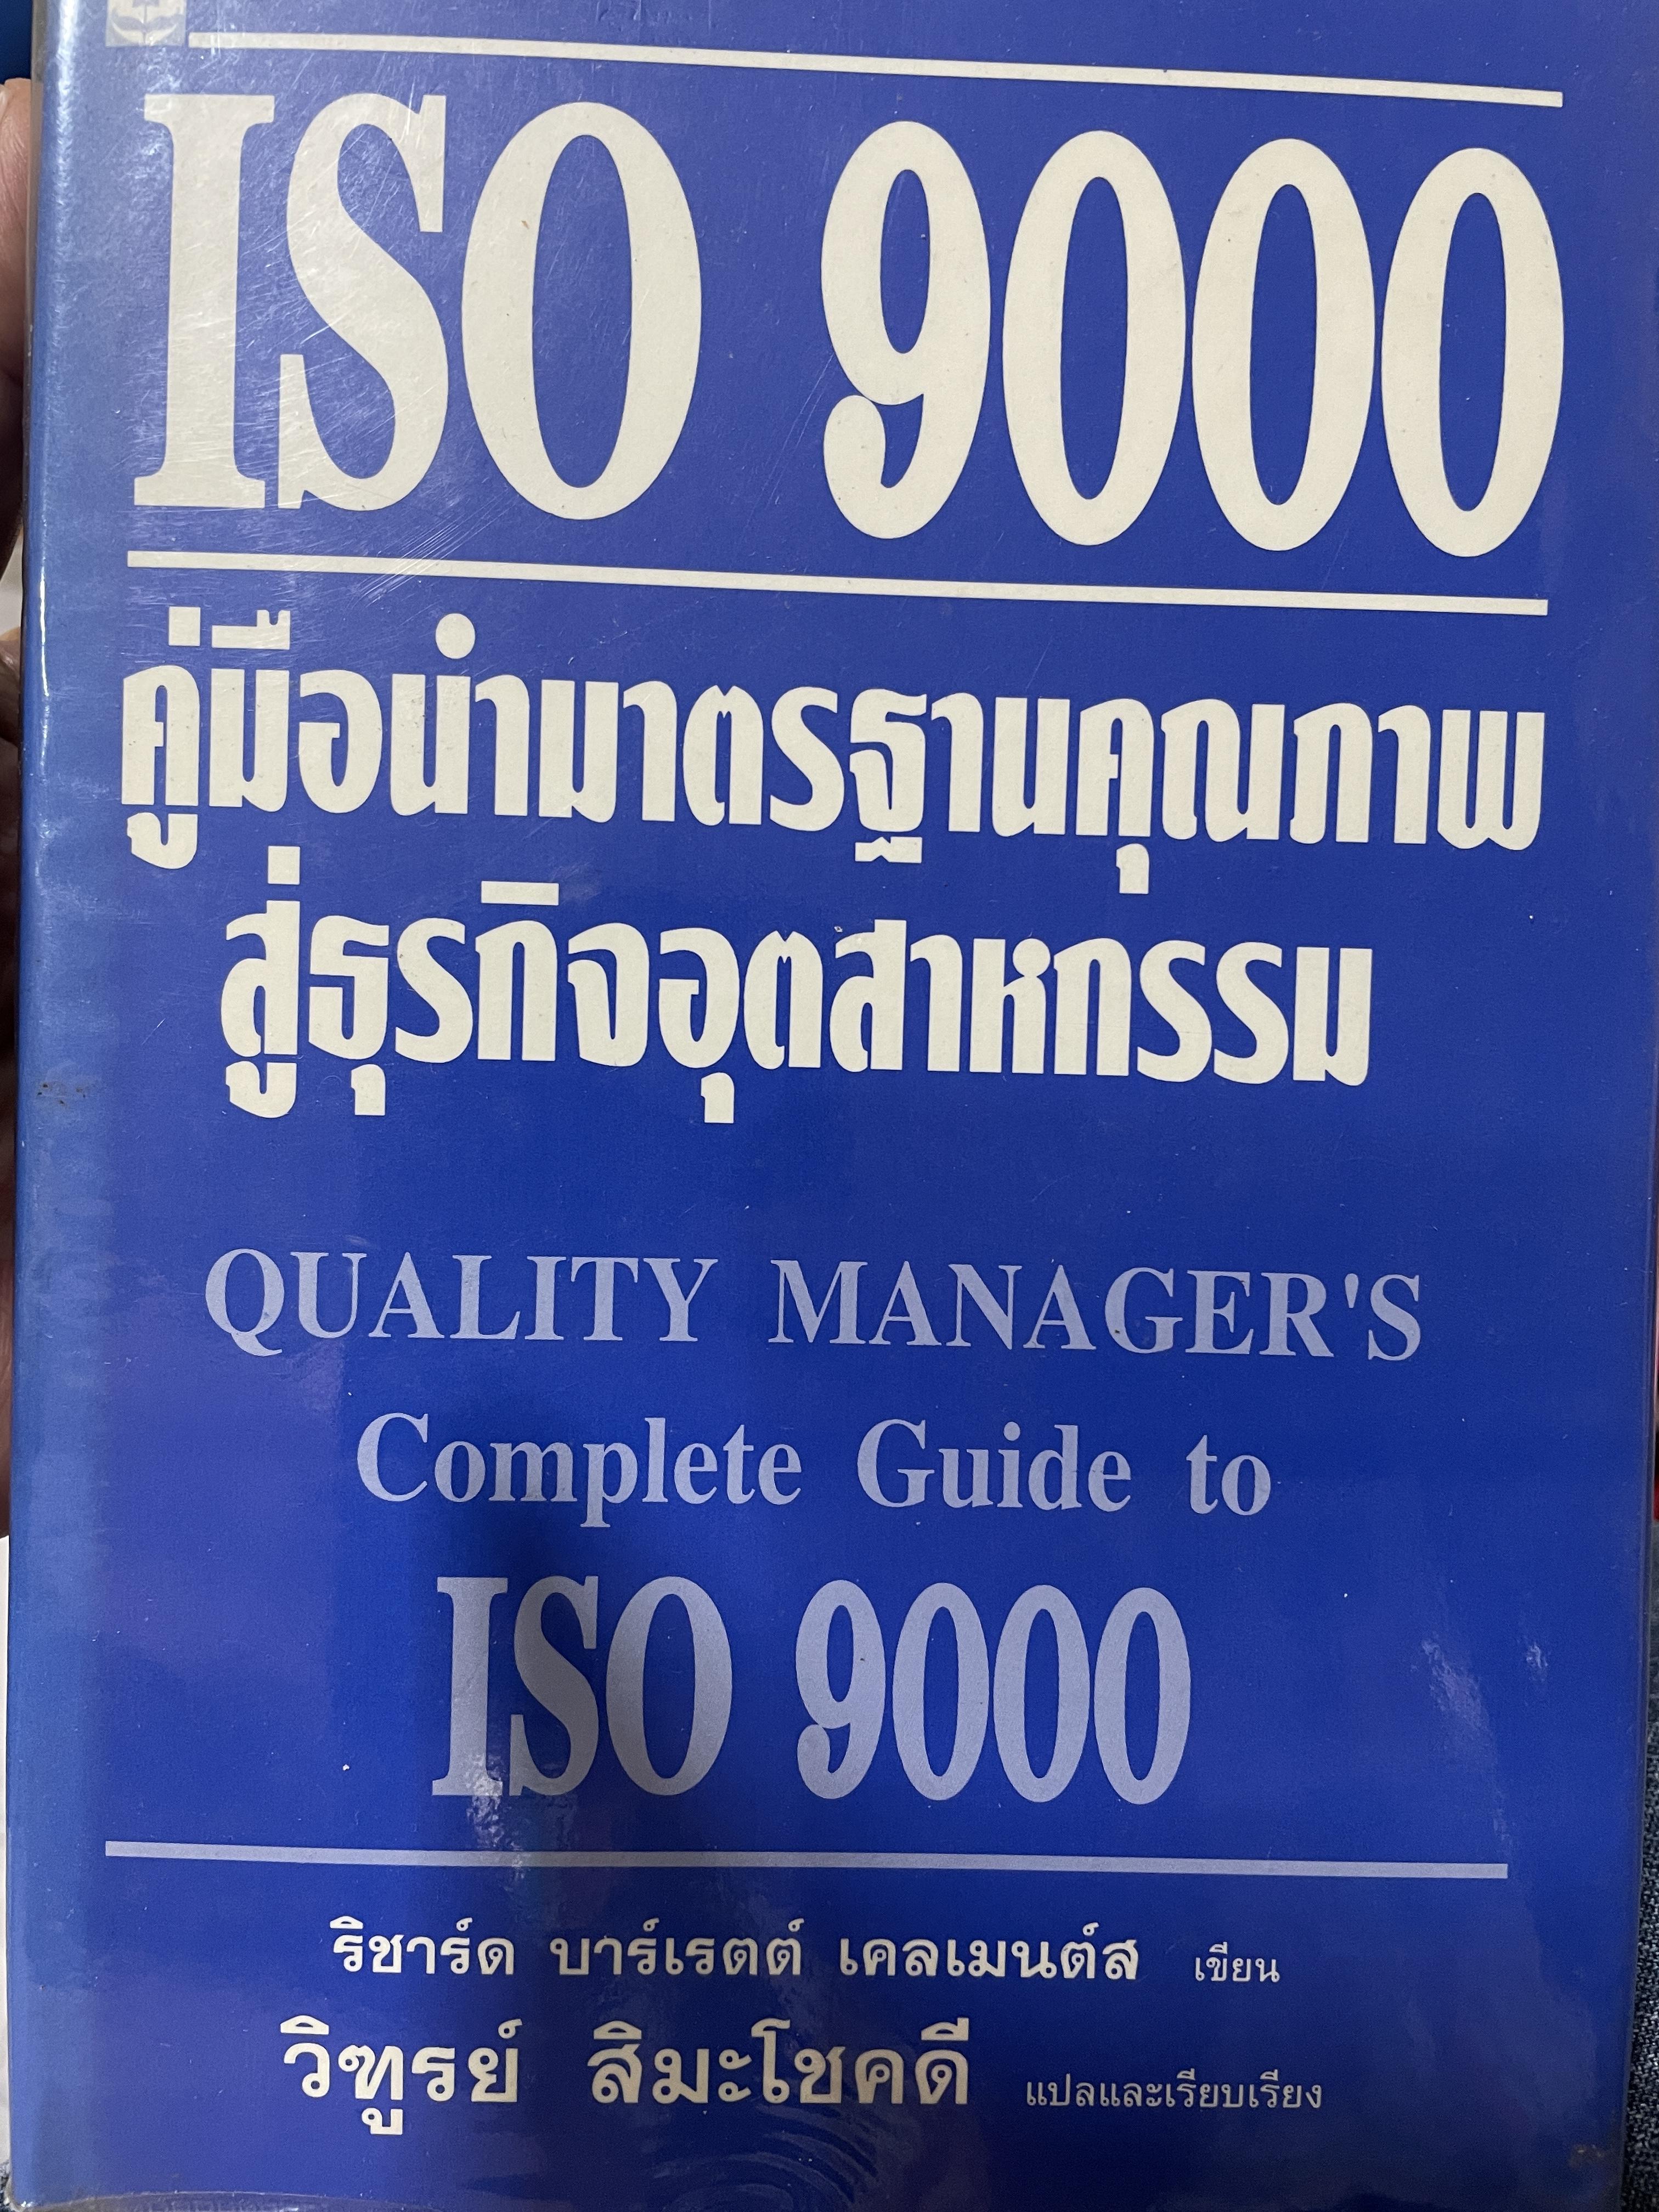 ISO 9000
คู่มือนำมาตรฐานคุณภาพ
สู่ธุรกิจอุตสาหกรรม
QUALITY MANAGER'S
Complete Guide to
ISO 9000
ริชาร์ด บาร์เรตต์ เคลเมนต์ส เขียน
วิฑูรย์ สิมะโชคดี แปลและเรียบเรียง